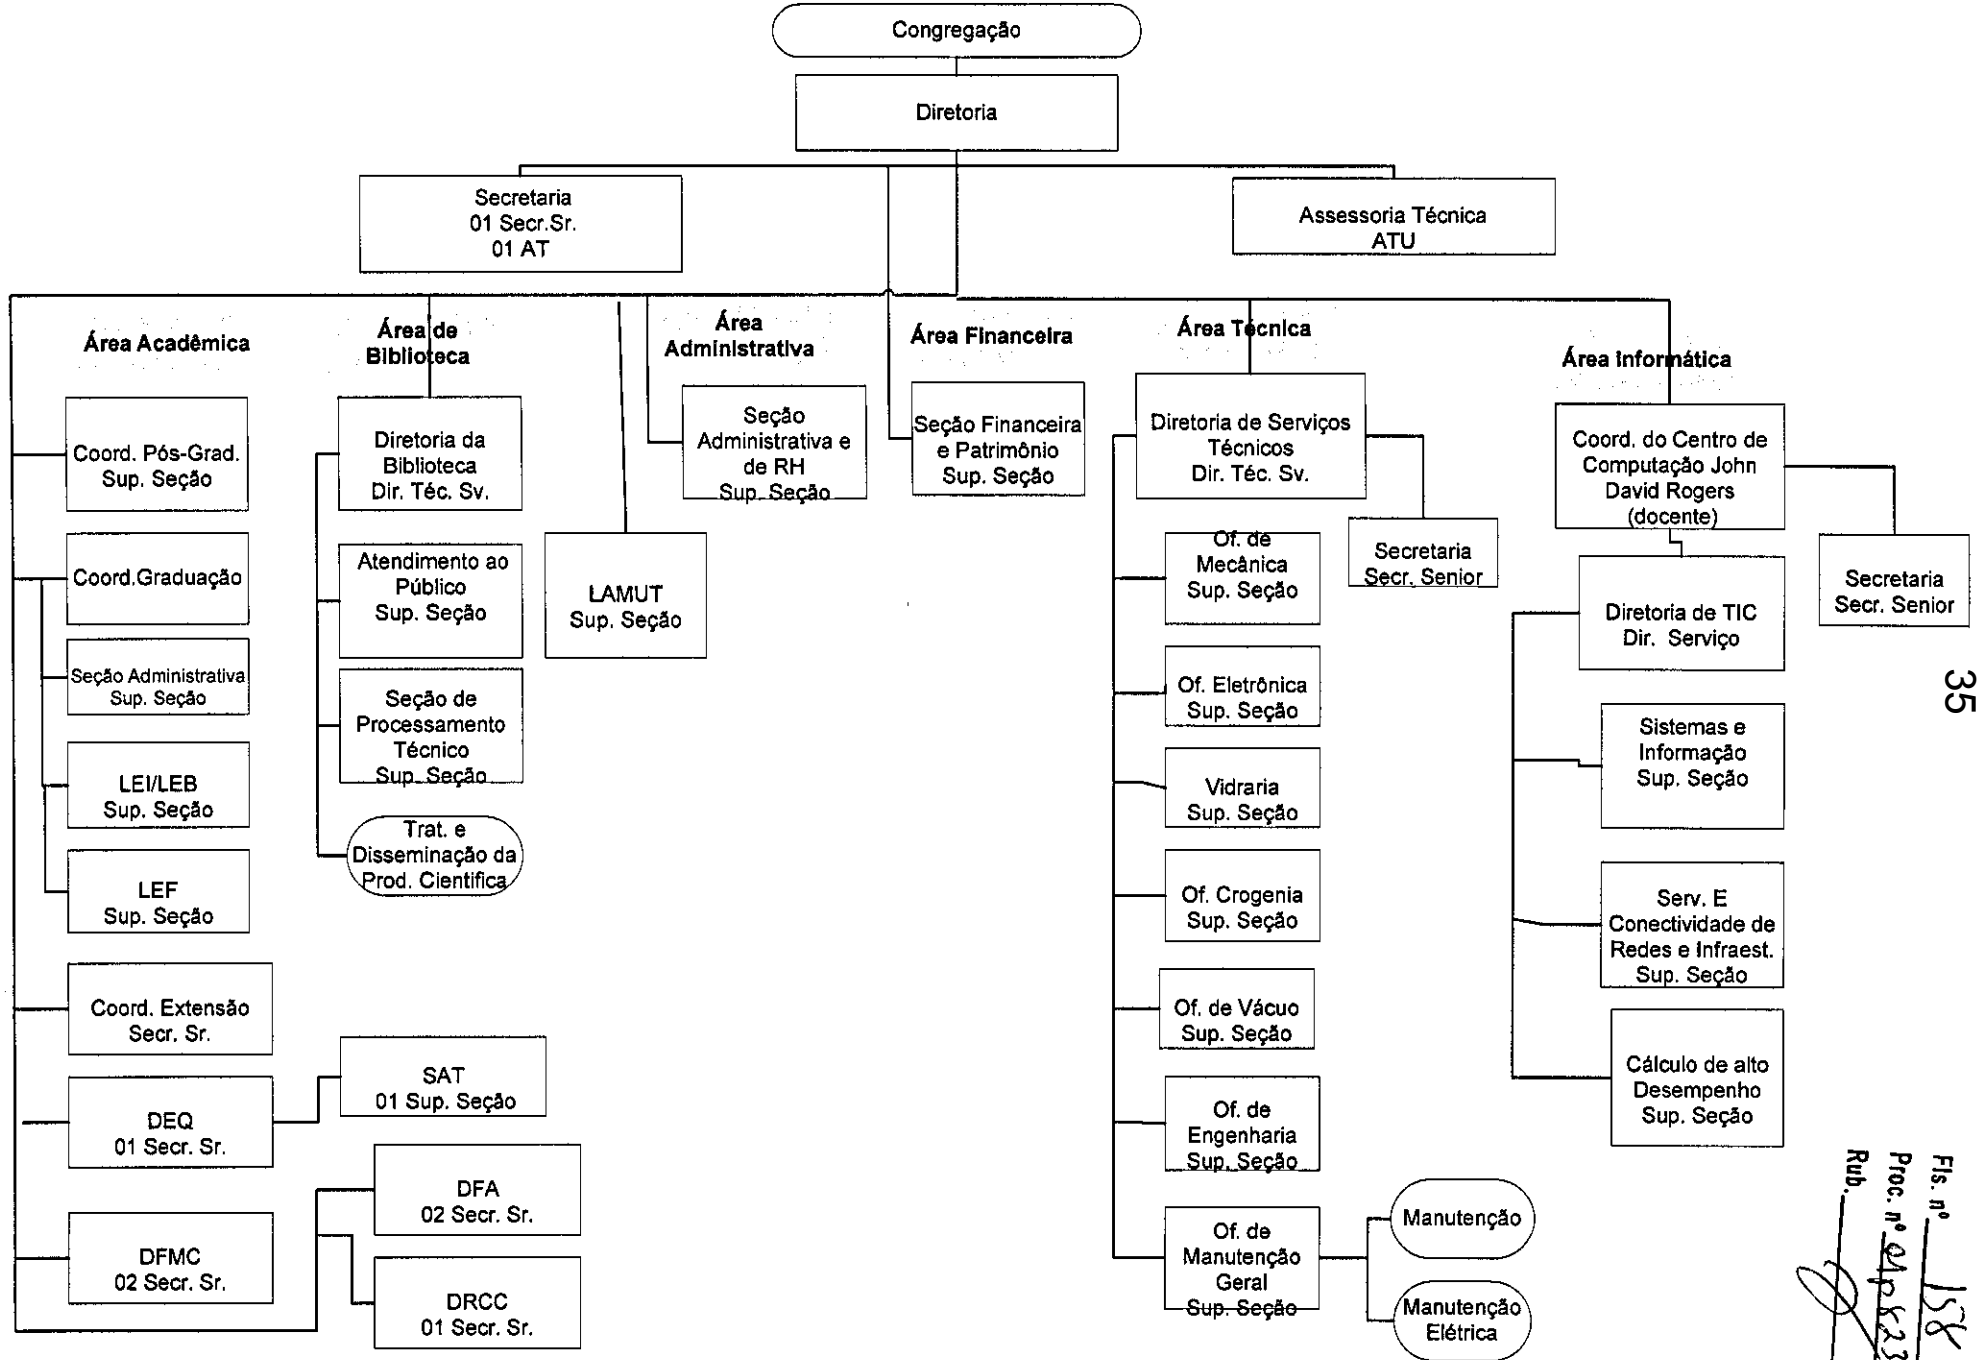 Congregação
Diretoria
Secretaria
01 Secr.Sr.
01 AT
Assessoria Técnica
ATU
Área Acadêmica
Área de
Biblioteca
Área
Administrativa
Área Financeira
Área Técnica
Área Informática
Coord. Pós-Grad.
Sup. Seção
Coord.Graduação
Seção Administrativa
Sup. Seção
LEI/LEB
Sup. Seção
LEF
Sup. Seção
Coord. Extensão
Secr. Sr.
DEQ
01 Secr. Sr.
SAT
01 Sup. Seção
DFMC
02 Secr. Sr.
DFA
02 Secr. Sr.
DRCC
01 Secr. Sr.
Diretoria da
Biblioteca
Dir. Téc. Sv.
Atendimento ao
Público
Sup. Seção
Seção de
Processamento
Técnico
Sup. Seção
Trat. e
Disseminação da
Prod. Cientifica
LAMUT
Sup. Seção
Seção
Administrativa e
de RH
Sup. Seção
Seção Financeira
e Patrimônio
Sup. Seção
Diretoria de Serviços
Técnicos
Dir. Téc. Sv.
Secretaria
Secr. Senior
Of. de
Mecânica
Sup. Seção
Of. Eletrônica
Sup. Seção
Vidraria
Sup. Seção
Of. Crogenia
Sup. Seção
Of. de Vácuo
Sup. Seção
Of. de
Engenharia
Sup. Seção
Of. de
Manutenção
Geral
Sup. Seção
Manutenção
Manutenção
Elétrica
Coord. do Centro de
Computação John
David Rogers
(docente)
Secretaria
Secr. Senior
Diretoria de TIC
Dir. Serviço
Sistemas e
Informação
Sup. Seção
Serv. E
Conectividade de
Redes e Infraest.
Sup. Seção
Cálculo de alto
Desempenho
Sup. Seção
35
Fls. nº 158
Proc. nº
Rub.